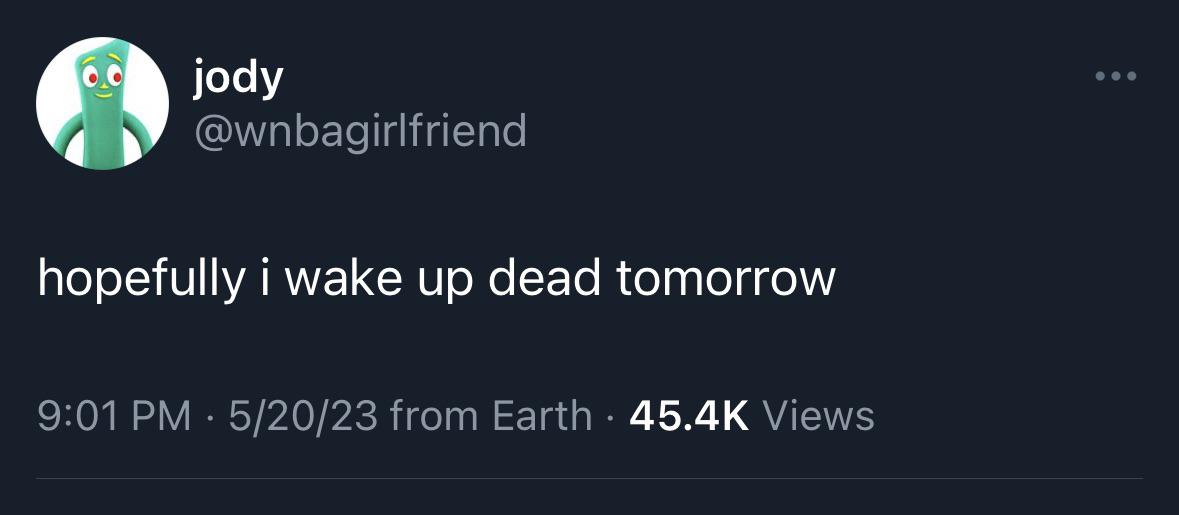 jody
@wnbagirlfriend
hopefully i wake up dead tomorrow
9:01 PM · 5/20/23 from Earth · 45.4K Views